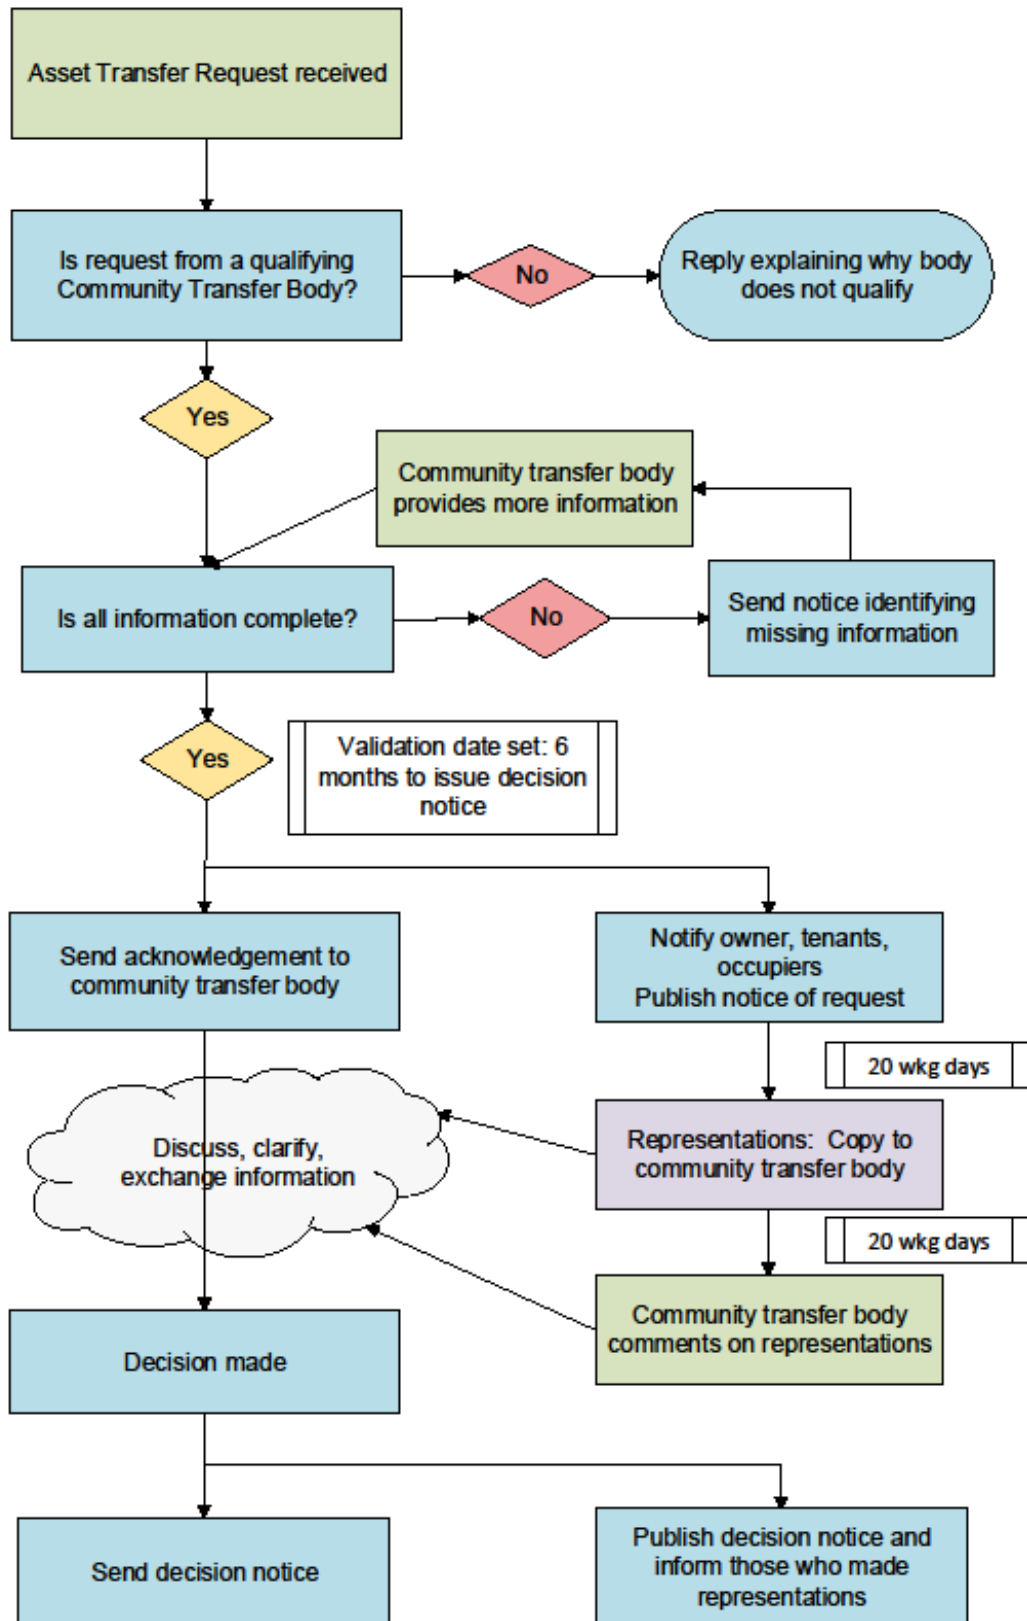 Asset Transfer Request received
Is request from a qualifying
Community Transfer Body?
No
Reply explaining why body
does not qualify
Yes
Community transfer body
provides more information
Is all information complete?
No
Send notice identifying
missing information
Yes
Validation date set: 6
months to issue decision
notice
Send acknowledgement to
community transfer body
Notify owner, tenants,
occupiers
Publish notice of request
20 wkg days
Discuss, clarify,
exchange information
Representations: Copy to
community transfer body
20 wkg days
Community transfer body
comments on representations
Decision made
Send decision notice
Publish decision notice and
inform those who made
representations